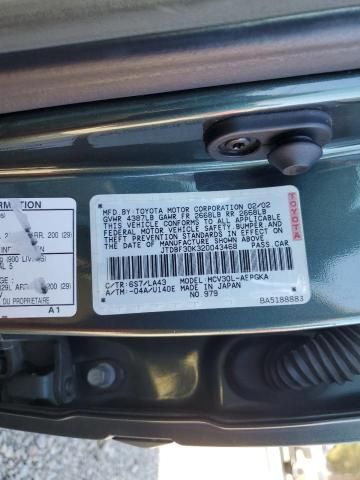 MFD.BY TOYOTA MOTOR CORPORATION 02/02
GVWR 4387LB GAWR FR 2668LB RR 2668LB
THIS VEHICLE CONFORMS TO ALL APPLICABLE
FEDERAL MOTOR VEHICLE SAFETY, BUMPER,
AND THEFT PREVENTION STANDARDS IN EFFECT ON
THE DATE OF MANUFACTURE SHOWN ABOVE.
JTDBF30K320043468 PASS.CAR
C/TR:6S7/LA43 MODEL:MCV30L-AEPGKA
A/TM:-04A/U140E MADE IN JAPAN
NO.979
BA5188883
TOYOTA
RMATION
DU PROPRIETAIRE
A1